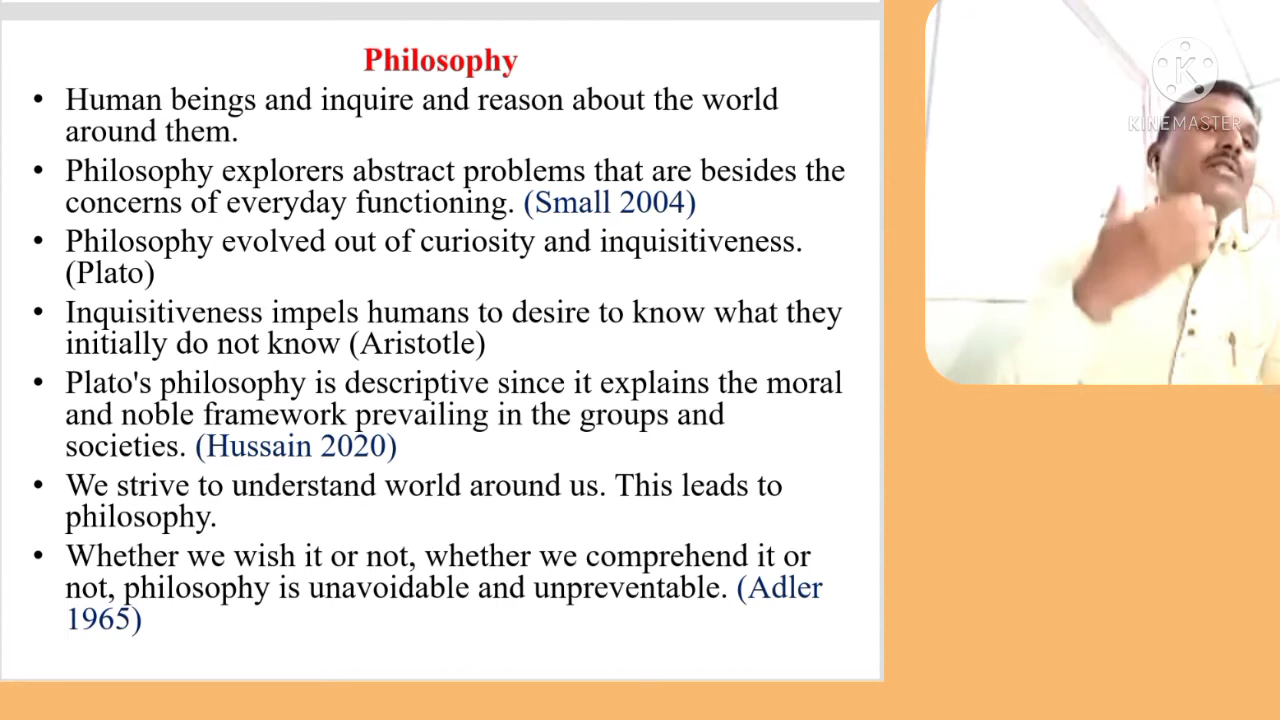 Philosophy
• Human beings and inquire and reason about the world
around them.
• Philosophy explorers abstract problems that are besides the
concerns of everyday functioning. (Small 2004)
• Philosophy evolved out of curiosity and inquisitiveness.
(Plato)
• Inquisitiveness impels humans to desire to know what they
initially do not know (Aristotle)
• Plato's philosophy is descriptive since it explains the moral
and noble framework prevailing in the groups and
societies. (Hussain 2020)
• We strive to understand world around us. This leads to
philosophy.
• Whether we wish it or not, whether we comprehend it or
not, philosophy is unavoidable and unpreventable. (Adler
1965)
K
KINEMASTER